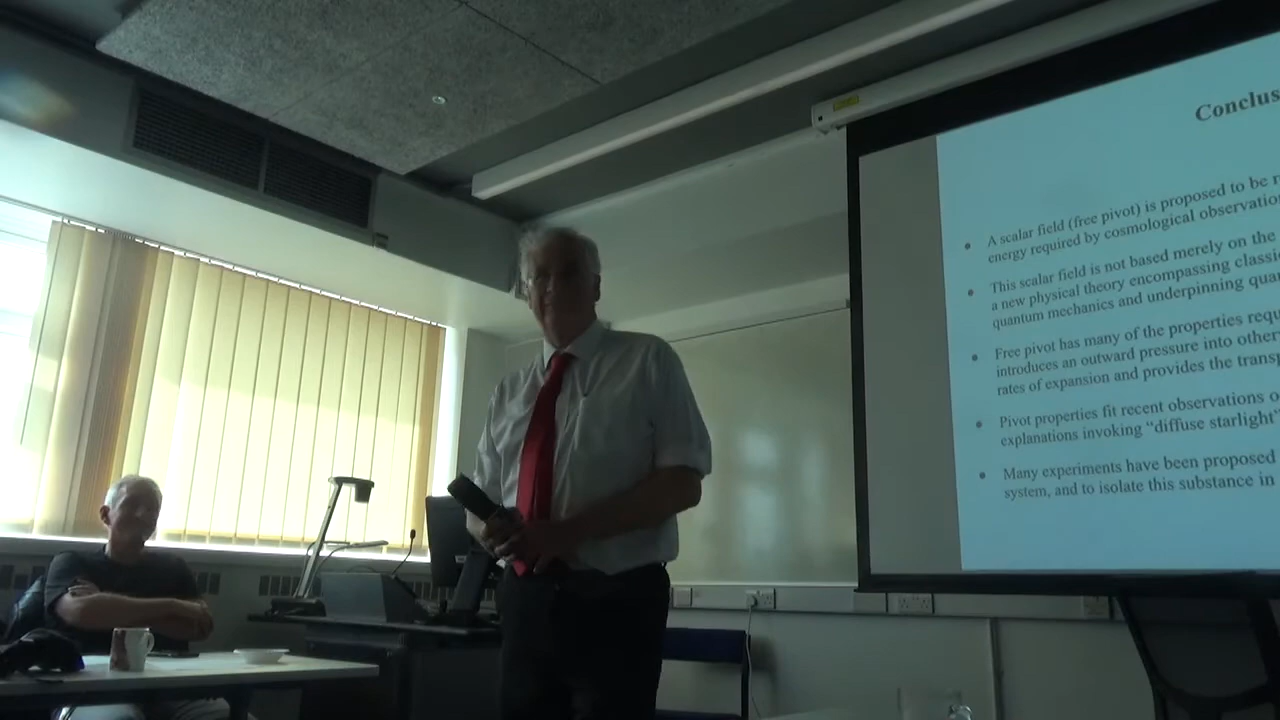 Conclus
A scalar field (free pivot) is proposed to be
energy required by cosmological observatio
This scalar field is not based merely on the
a new physical theory encompassing classic
quantum mechanics and underpinning qua
Free pivot has many of the properties requ
introduces an outward pressure into other
rates of expansion and provides the transp
Pivot properties fit recent observations o
explanations invoking “diffuse starlight”
Many experiments have been proposed
system, and to isolate this substance in